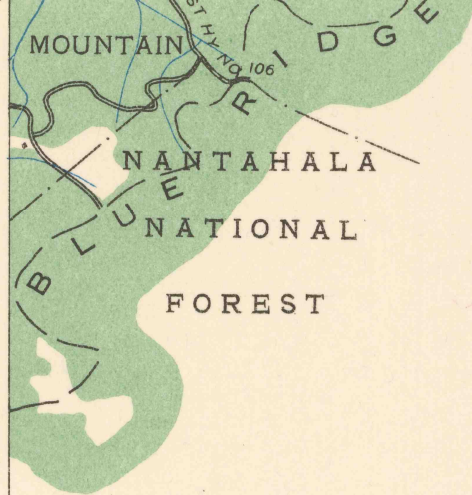 ST HY. NO. 106
MOUNTAIN
BLUE RIDGE
NANTAHALA
NATIONAL
FOREST